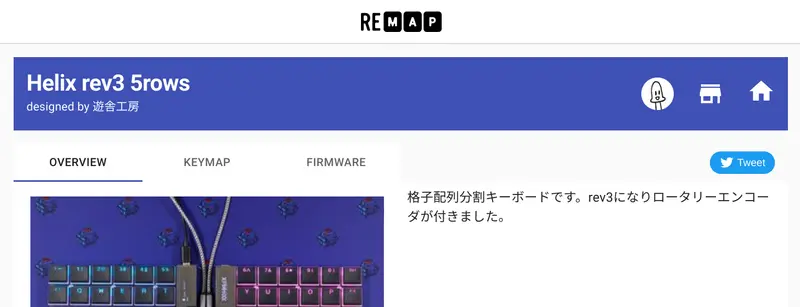 REMAP
Helix rev3 5rows
designed by 遊舎工房
OVERVIEW
KEYMAP
FIRMWARE
Tweet
格子配列分割キーボードです。rev3になりロータリーエンコー
ダが付きました。